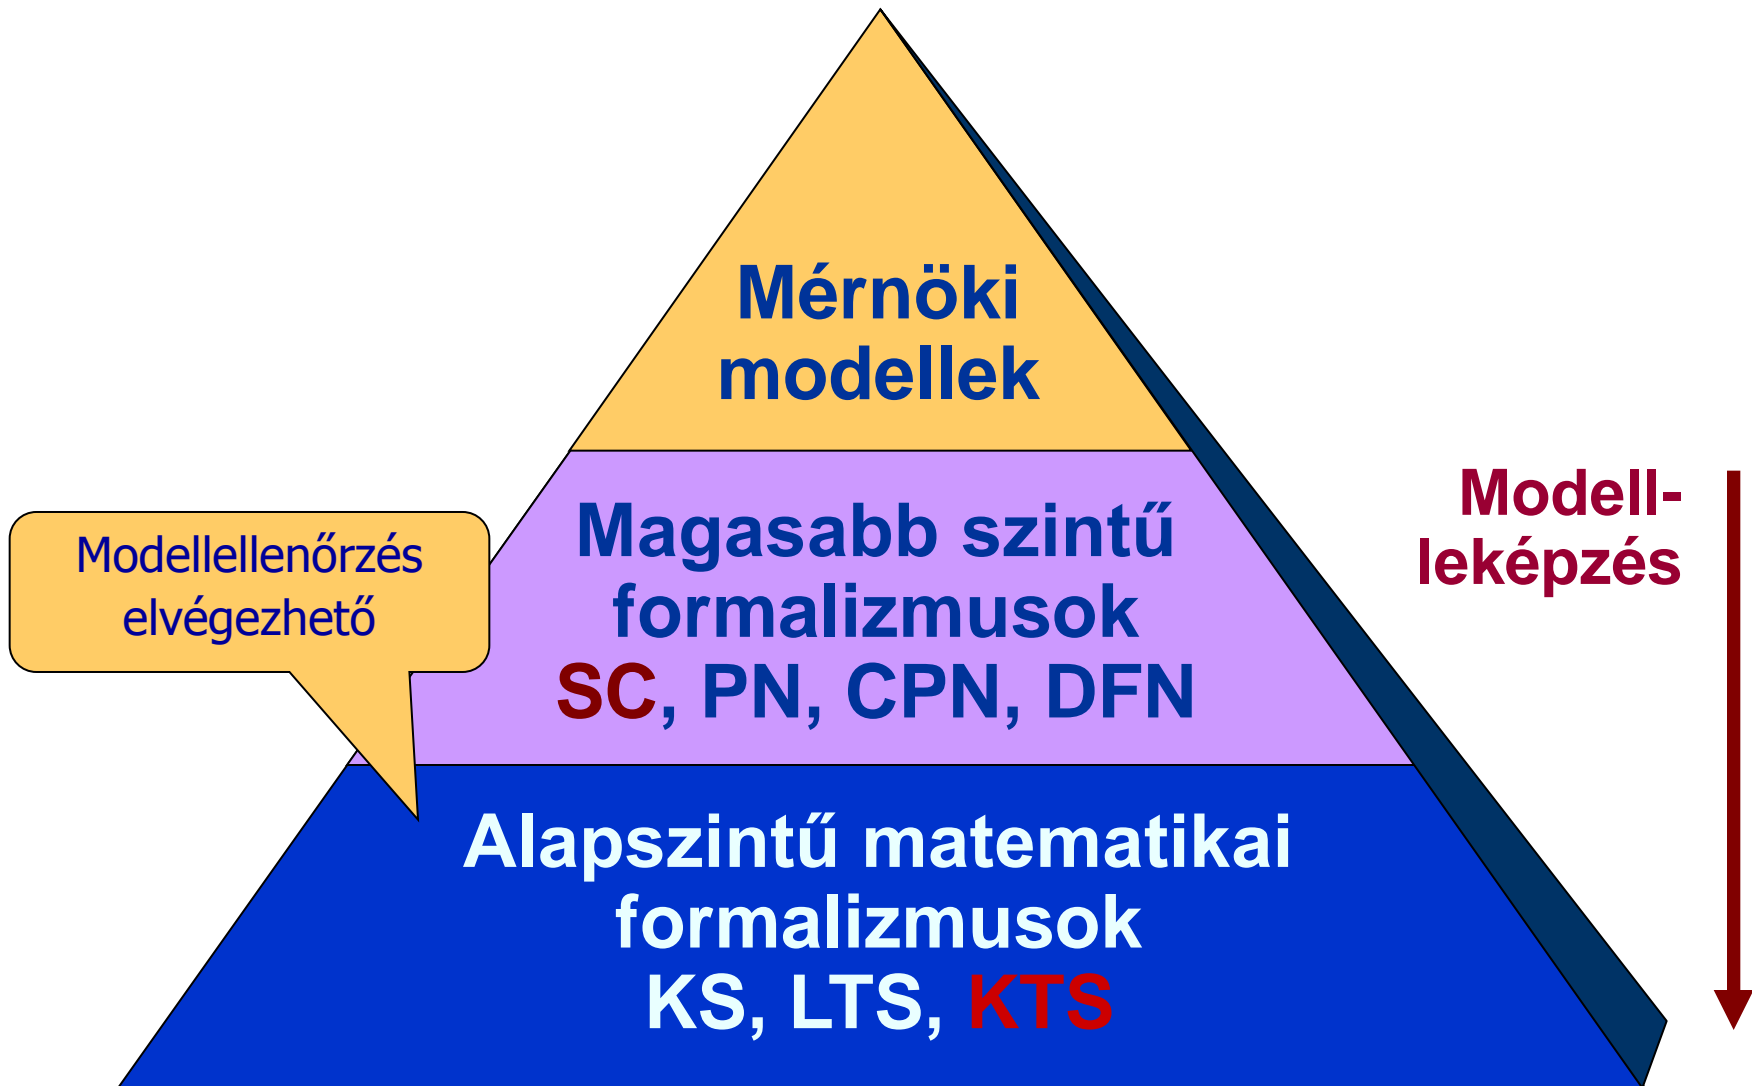 Mérnöki
modellek
Magasabb szintű
formalizmusok
SC, PN, CPN, DFN
Modell-
leképzés
Modellellenőrzés
elvégezhető
Alapszintű matematikai
formalizmusok
KS, LTS, KTS